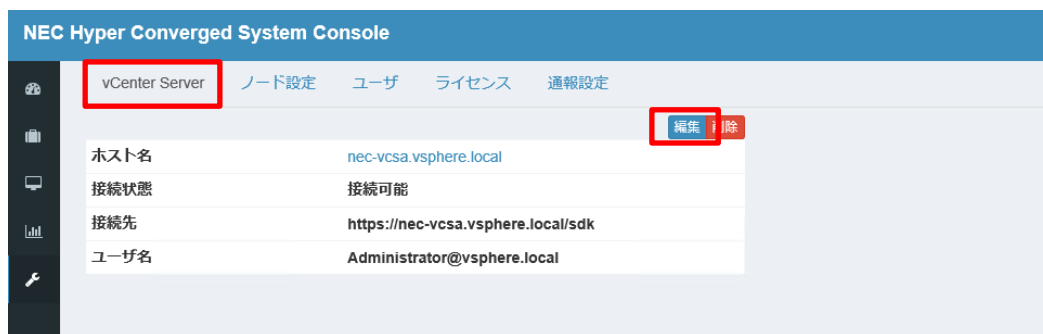 NEC Hyper Converged System Console
vCenter Server ノード設定 ユーザ ライセンス 通報設定
編集 削除
ホスト名 nec-vcsa.vsphere.local
接続状態 接続可能
接続先 https://nec-vcsa.vsphere.local/sdk
ユーザ名 Administrator@vsphere.local